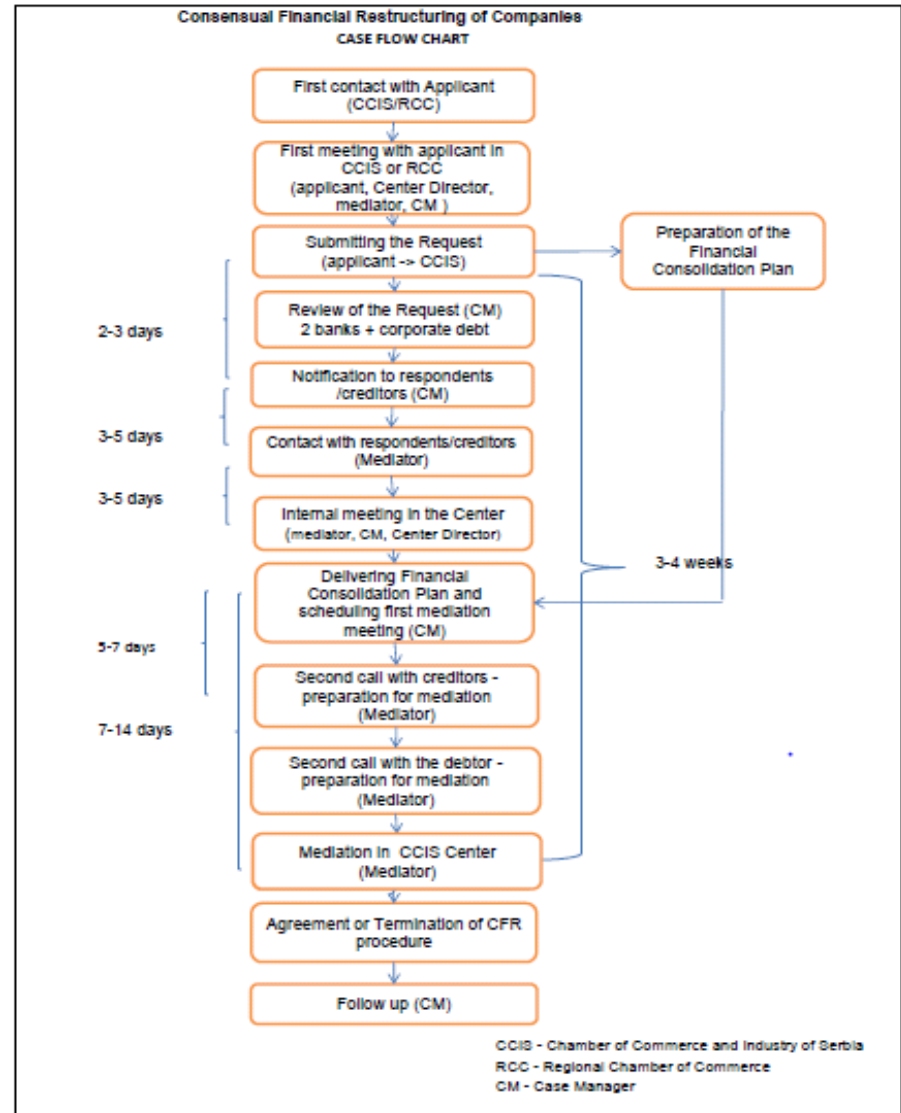 Consensual Financial Restructuring of Companies
CASE FLOW CHART
First contact with Applicant
(CCIS/RCC)
First meeting with applicant in
CCIS or RCC
(applicant, Center Director,
mediator, CM )
Submitting the Request
(applicant -> CCIS)
Preparation of the
Financial
Consolidation Plan
Review of the Request (CM)
2 banks + corporate debt
2-3 days
Notification to respondents
/creditors (CM)
3-5 days
Contact with respondents/creditors
(Mediator)
3-5 days
Internal meeting in the Center
(mediator, CM, Center Director)
3-4 weeks
Delivering Financial
Consolidation Plan and
scheduling first mediation
meeting (CM)
5-7 days
Second call with creditors -
preparation for mediation
(Mediator)
7-14 days
Second call with the debtor -
preparation for mediation
(Mediator)
Mediation in CCIS Center
(Mediator)
Agreement or Termination of CFR
procedure
Follow up (CM)
CCIS - Chamber of Commerce and Industry of Serbia
RCC - Regional Chamber of Commerce
CM - Case Manager